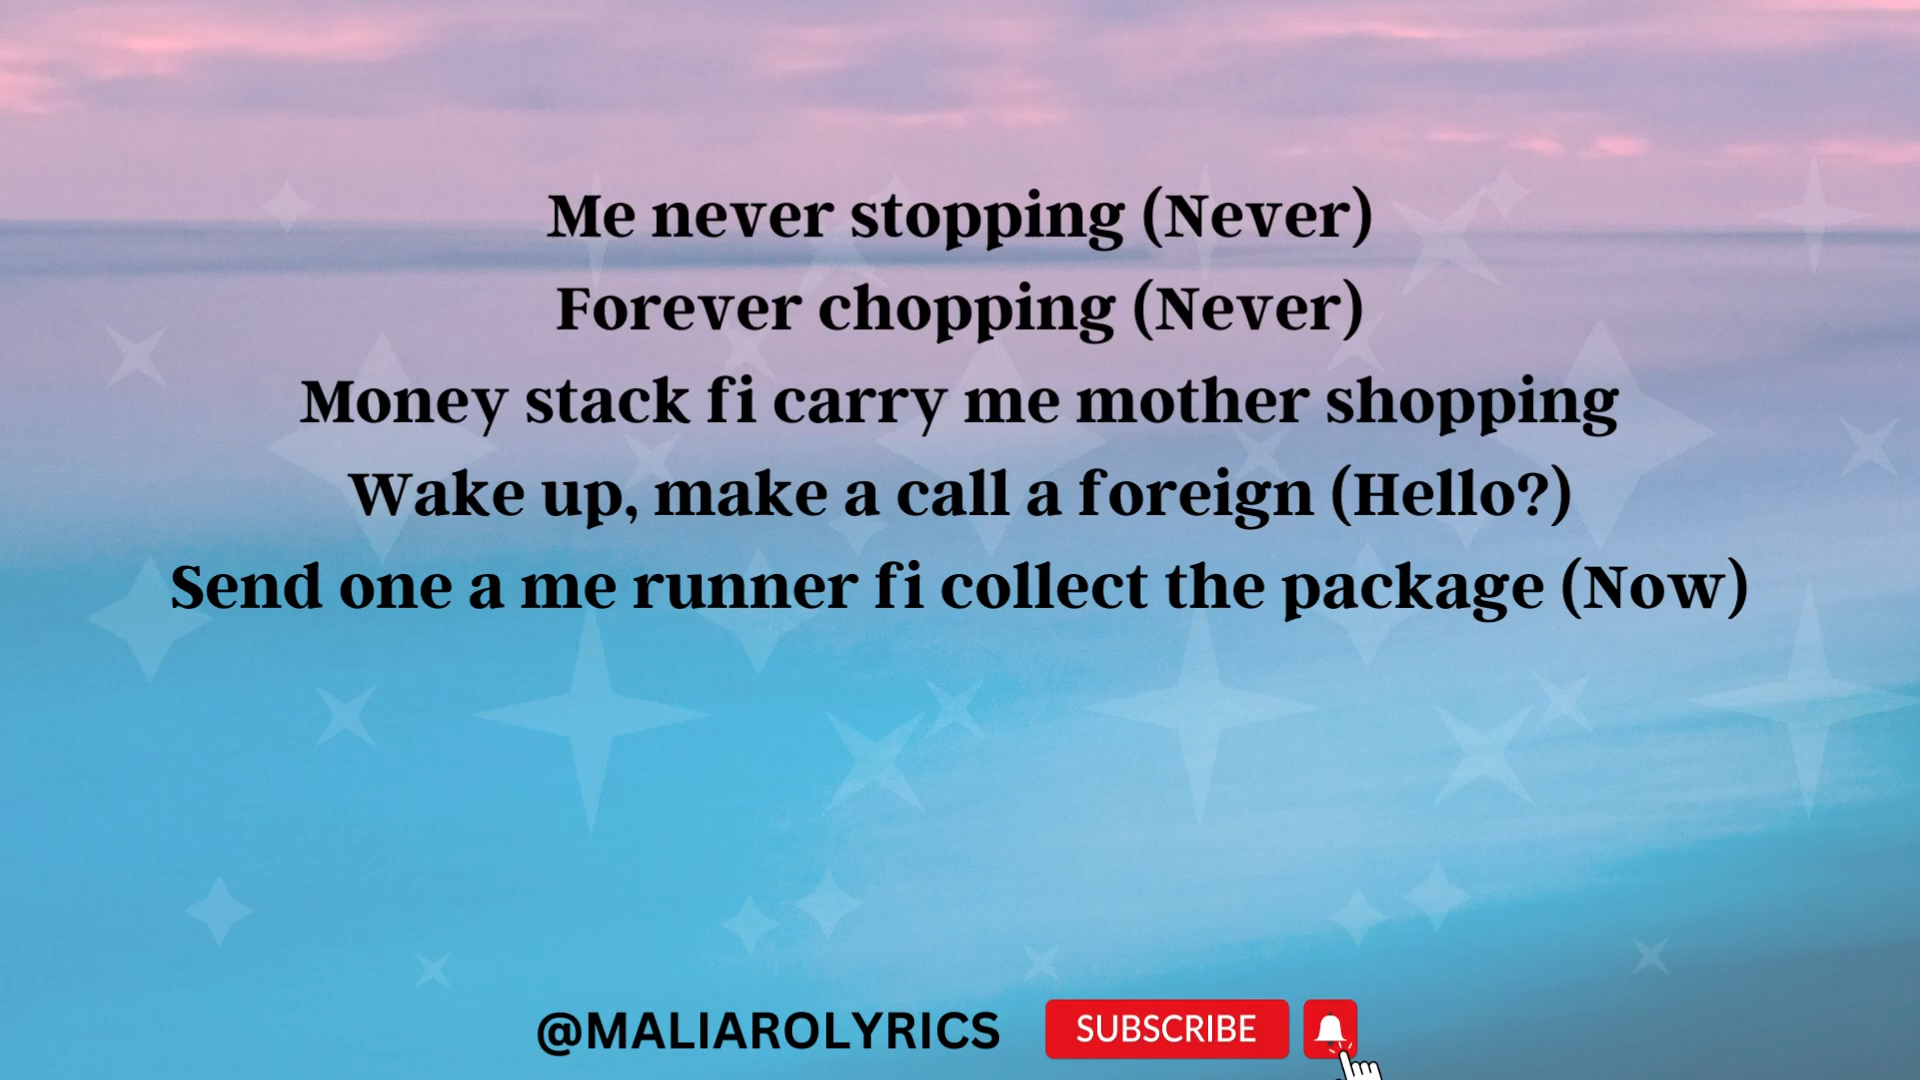 Me never stopping (Never)
Forever chopping (Never)
Money stack fi carry me mother shopping
Wake up, make a call a foreign (Hello?)
Send one a me runner fi collect the package (Now)
@MALIAROLYRICS SUBSCRIBE